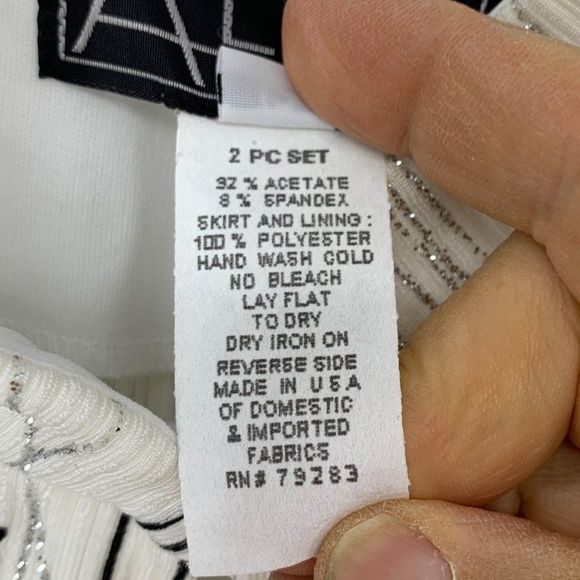 AL
2 PC SET
92 % ACETATE
8 % SPANDEX
SKIRT AND LINING :
100 % POLYESTER
HAND WASH COLD
NO BLEACH
LAY FLAT
TO DRY
DRY IRON ON
REVERSE SIDE
MADE IN U S A
OF DOMESTIC
& IMPORTED
FABRICS
RN# 79283